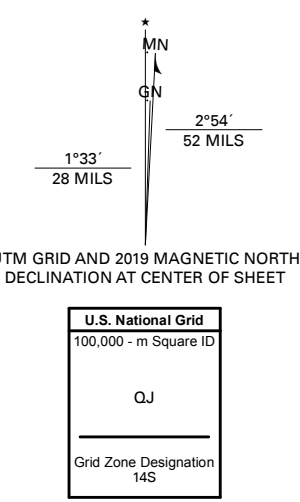 ★
MN
GN
2°54´
52 MILS
1°33´
28 MILS
UTM GRID AND 2019 MAGNETIC NORTH
DECLINATION AT CENTER OF SHEET
U.S. National Grid
100,000 - m Square ID
QJ
Grid Zone Designation
14S